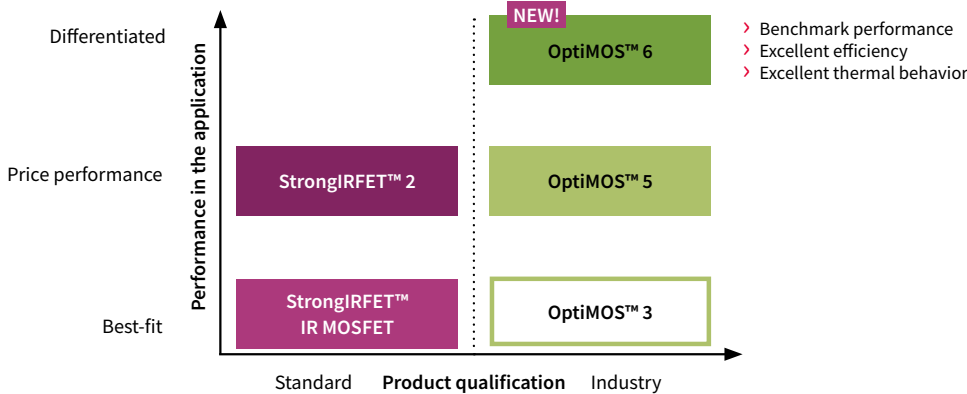 NEW!
Differentiated
OptiMOS™ 6
› Benchmark performance
› Excellent efficiency
› Excellent thermal behavior
Performance in the application
Price performance
StrongIRFET™ 2
OptiMOS™ 5
Best-fit
StrongIRFET™
IR MOSFET
OptiMOS™ 3
Standard Product qualification Industry